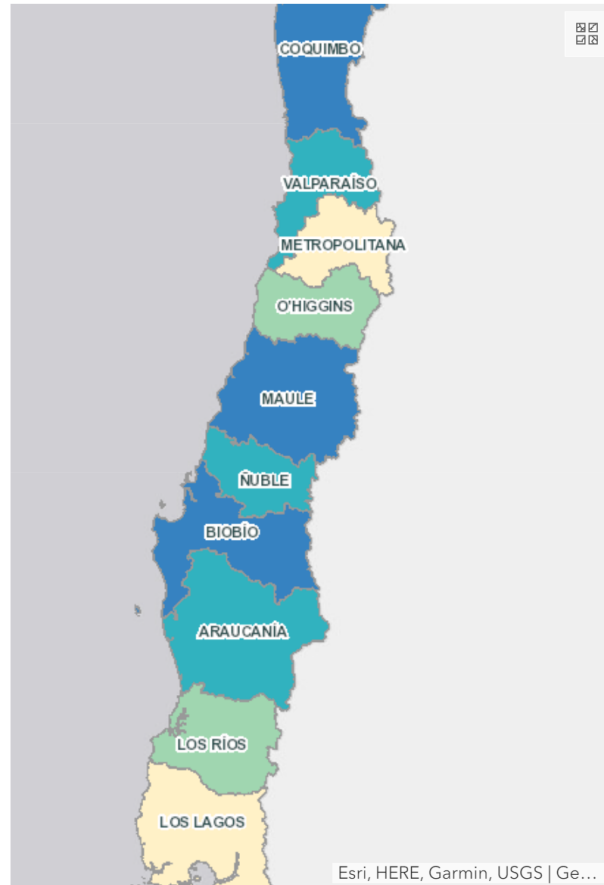 COQUIMBO
VALPARAÍSO
METROPOLITANA
O'HIGGINS
MAULE
ÑUBLE
BIOBÍO
ARAUCANÍA
LOS RÍOS
LOS LAGOS
Esri, HERE, Garmin, USGS | Ge...